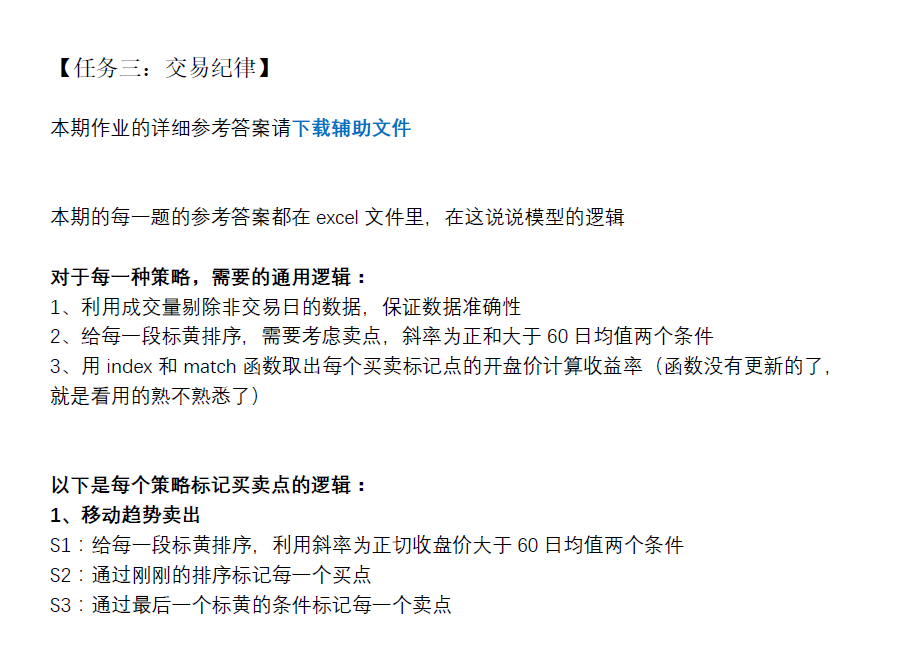 【任务三：交易纪律】
本期作业的详细参考答案请下载辅助文件
本期的每一题的参考答案都在 excel 文件里，在这说说模型的逻辑
对于每一种策略，需要的通用逻辑：
1、利用成交量剔除非交易日的数据，保证数据准确性
2、给每一段标黄排序，需要考虑卖点，斜率为正和大于 60 日均值两个条件
3、用 index 和 match 函数取出每个买卖标记点的开盘价计算收益率（函数没有更新的了，
就是看用的熟不熟悉了）
以下是每个策略标记买卖点的逻辑：
1、移动趋势卖出
S1：给每一段标黄排序，利用斜率为正切收盘价大于 60 日均值两个条件
S2：通过刚刚的排序标记每一个买点
S3：通过最后一个标黄的条件标记每一个卖点